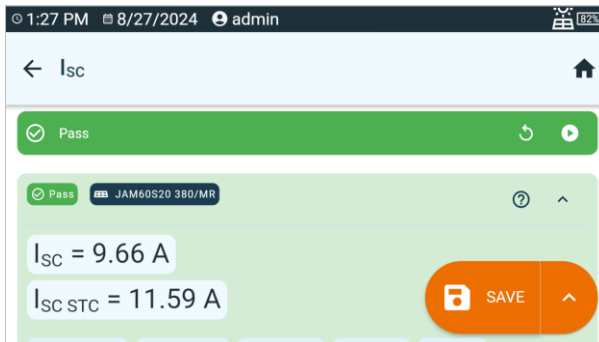 1:27 PM 8/27/2024 admin 82%
ISC
Pass
Pass JAM60S20 380/MR
ISC = 9.66 A
ISC STC = 11.59 A
SAVE